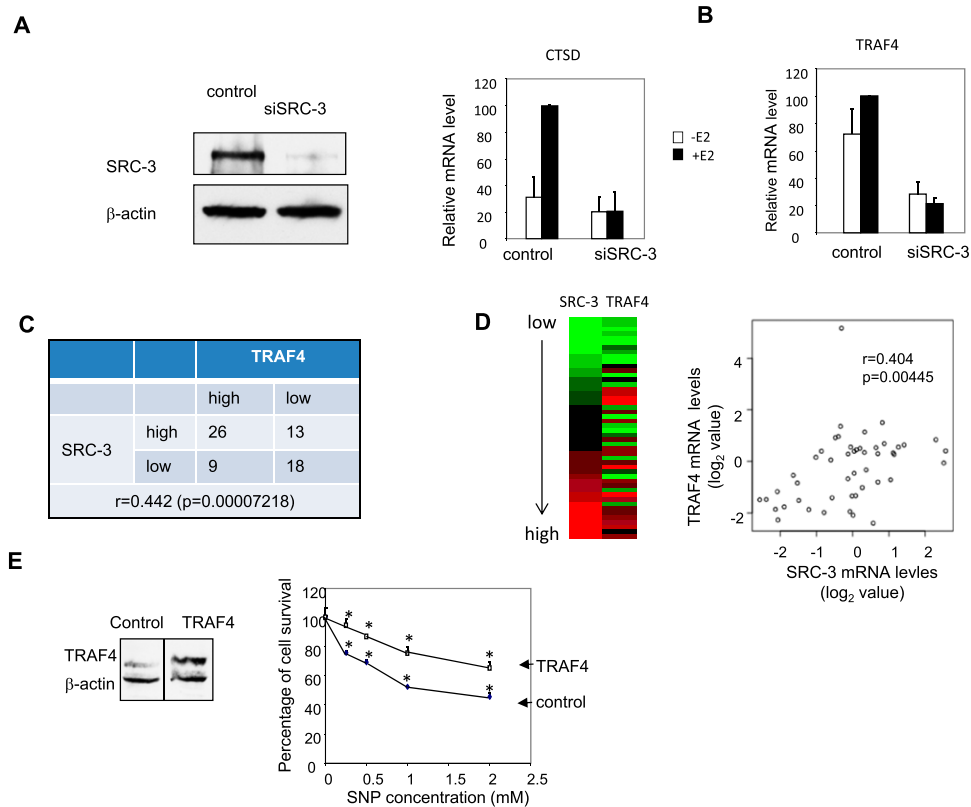 A
control
siSRC-3
SRC-3
β-actin
CTSD
Relative mRNA level
120
100
80
60
40
20
0
control
siSRC-3
-E2
+E2
B
TRAF4
Relative mRNA level
120
100
80
60
40
20
0
control
siSRC-3
C
TRAF4
high low
SRC-3
high 26 13
low 9 18
r=0.442 (p=0.00007218)
D
SRC-3 TRAF4
low
high
TRAF4 mRNA levels
(log2 value)
4
2
0
-2
r=0.404
p=0.00445
-2 -1 0 1 2
SRC-3 mRNA levles
(log2 value)
E
Control TRAF4
TRAF4
β-actin
Percentage of cell survival
120
100
80
60
40
20
0
* * * *
* * * *
TRAF4
control
0 0.5 1 1.5 2 2.5
SNP concentration (mM)